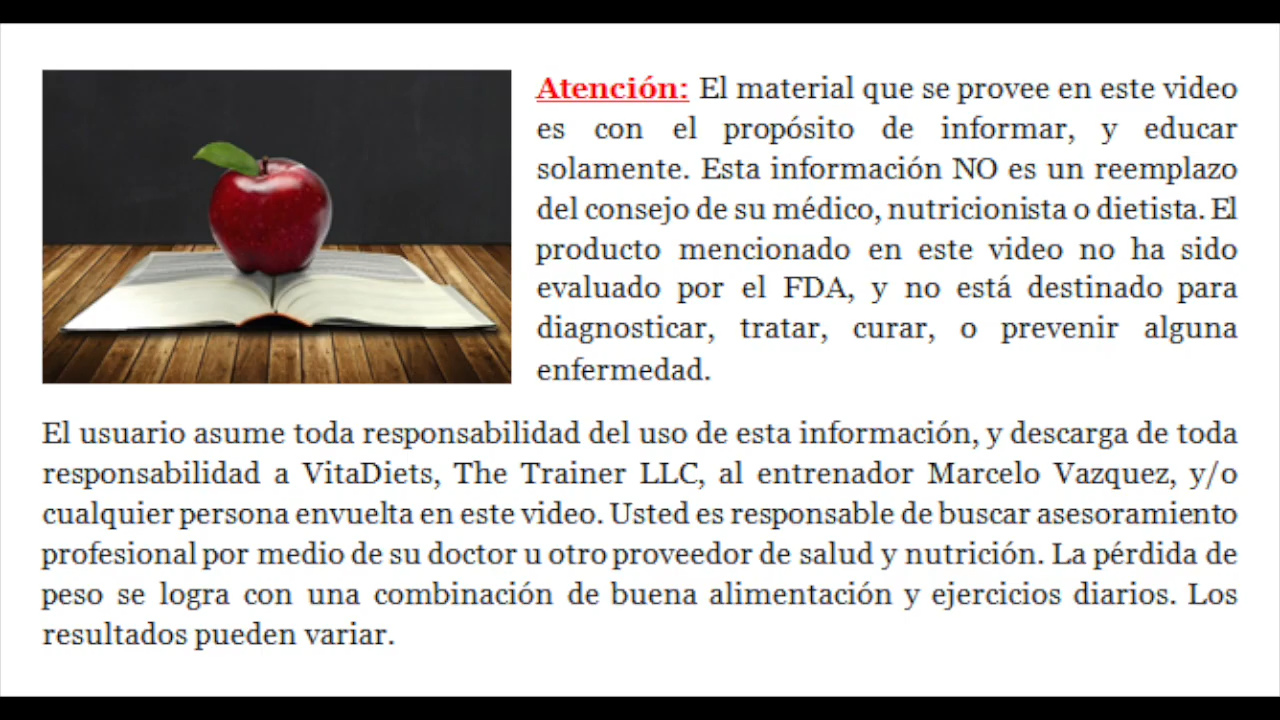 Atención: El material que se provee en este video
es con el propósito de informar, y educar
solamente. Esta información NO es un reemplazo
del consejo de su médico, nutricionista o dietista. El
producto mencionado en este video no ha sido
evaluado por el FDA, y no está destinado para
diagnosticar, tratar, curar, o prevenir alguna
enfermedad.
El usuario asume toda responsabilidad del uso de esta información, y descarga de toda
responsabilidad a VitaDiets, The Trainer LLC, al entrenador Marcelo Vazquez, y/o
cualquier persona envuelta en este video. Usted es responsable de buscar asesoramiento
profesional por medio de su doctor u otro proveedor de salud y nutrición. La pérdida de
peso se logra con una combinación de buena alimentación y ejercicios diarios. Los
resultados pueden variar.